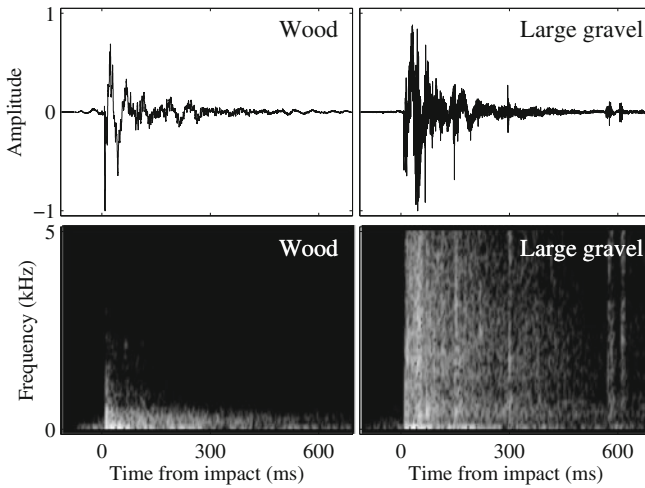 1
0
−1
Amplitude
Wood
Large gravel
5
0
Frequency (kHz)
Wood
Large gravel
0 300 600
0 300 600
Time from impact (ms)
Time from impact (ms)